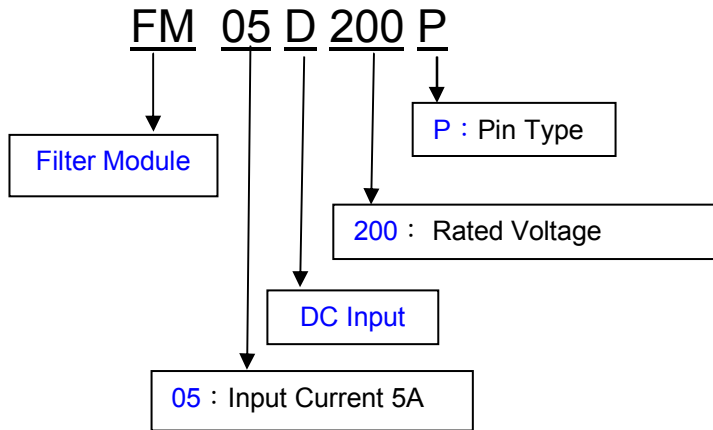 FM 05 D 200 P
P：Pin Type
Filter Module
200： Rated Voltage
DC Input
05：Input Current 5A